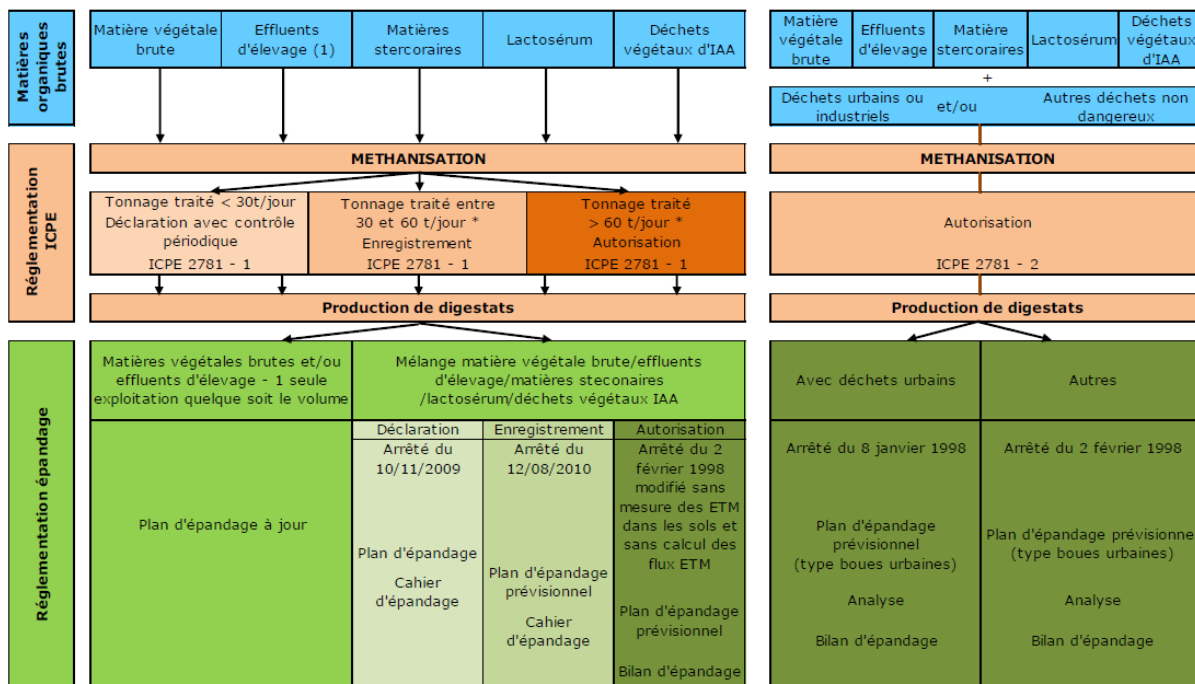 Matières
organiques
brutes
Matière végétale
brute
Effluents
d'élevage (1)
Matières
stercoraires
Lactosérum
Déchets
végétaux d'IAA
Matière
végétale
brute
Effluents
d'élevage
Matière
stercoraires
Lactosérum
Déchets
végétaux
d'IAA
+
Déchets urbains ou
industriels
et/ou
Autres déchets non
dangereux
Réglementation
ICPE
METHANISATION
Tonnage traité < 30t/jour
Déclaration avec contrôle
périodique
ICPE 2781 - 1
Tonnage traité entre
30 et 60 t/jour *
Enregistrement
ICPE 2781 - 1
Tonnage traité
> 60 t/jour *
Autorisation
ICPE 2781 - 1
Production de digestats
METHANISATION
Autorisation
ICPE 2781 - 2
Production de digestats
Réglementation épandage
Matières végétales brutes et/ou
effluents d'élevage - 1 seule
exploitation quelque soit le volume
Mélange matière végétale brute/effluents
d'élevage/matières steconaires
/lactosérum/déchets végétaux IAA
Plan d'épandage à jour
Déclaration
Arrêté du
10/11/2009
Plan d'épandage
Cahier
d'épandage
Enregistrement
Arrêté du
12/08/2010
Plan d'épandage
prévisionnel
Cahier
d'épandage
Autorisation
Arrêté du 2
février 1998
modifié sans
mesure des ETM
dans les sols et
sans calcul des
flux ETM
Plan d'épandage
prévisionnel
Bilan d'épandage
Avec déchets urbains
Arrêté du 8 janvier 1998
Plan d'épandage
prévisionnel
(type boues urbaines)
Analyse
Bilan d'épandage
Autres
Arrêté du 2 février 1998
Plan d'épandage prévisionne
(type boues urbaines)
Analyse
Bilan d'épandage